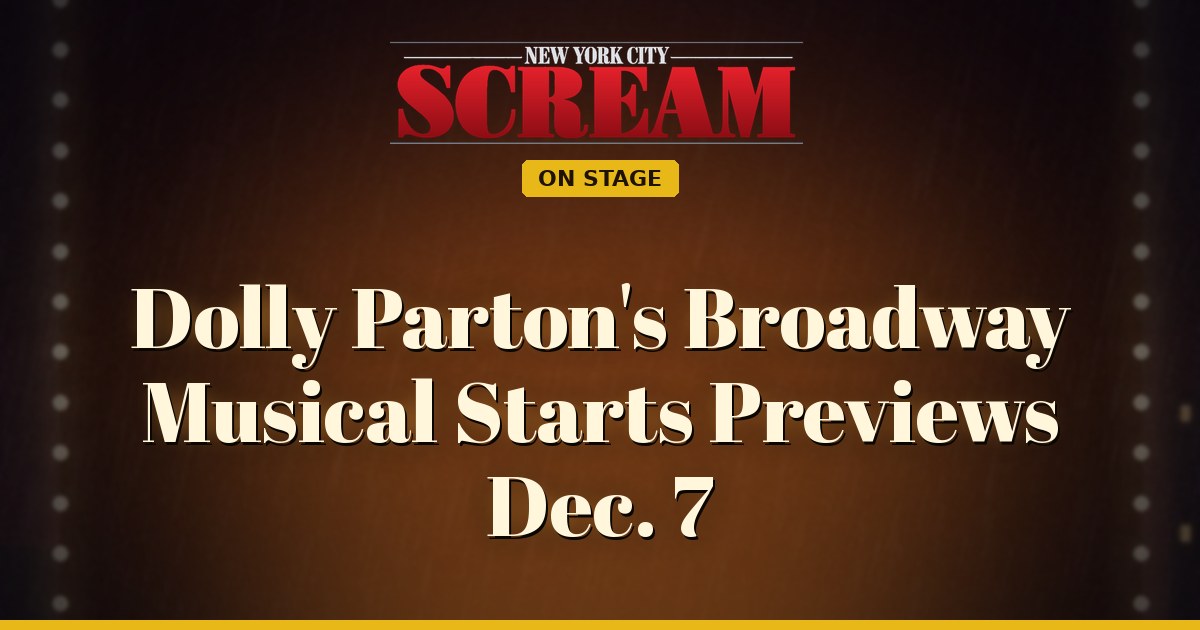 NEW YORK CITY
SCREAM
ON STAGE
Dolly Parton's Broadway
Musical Starts Previews
Dec. 7